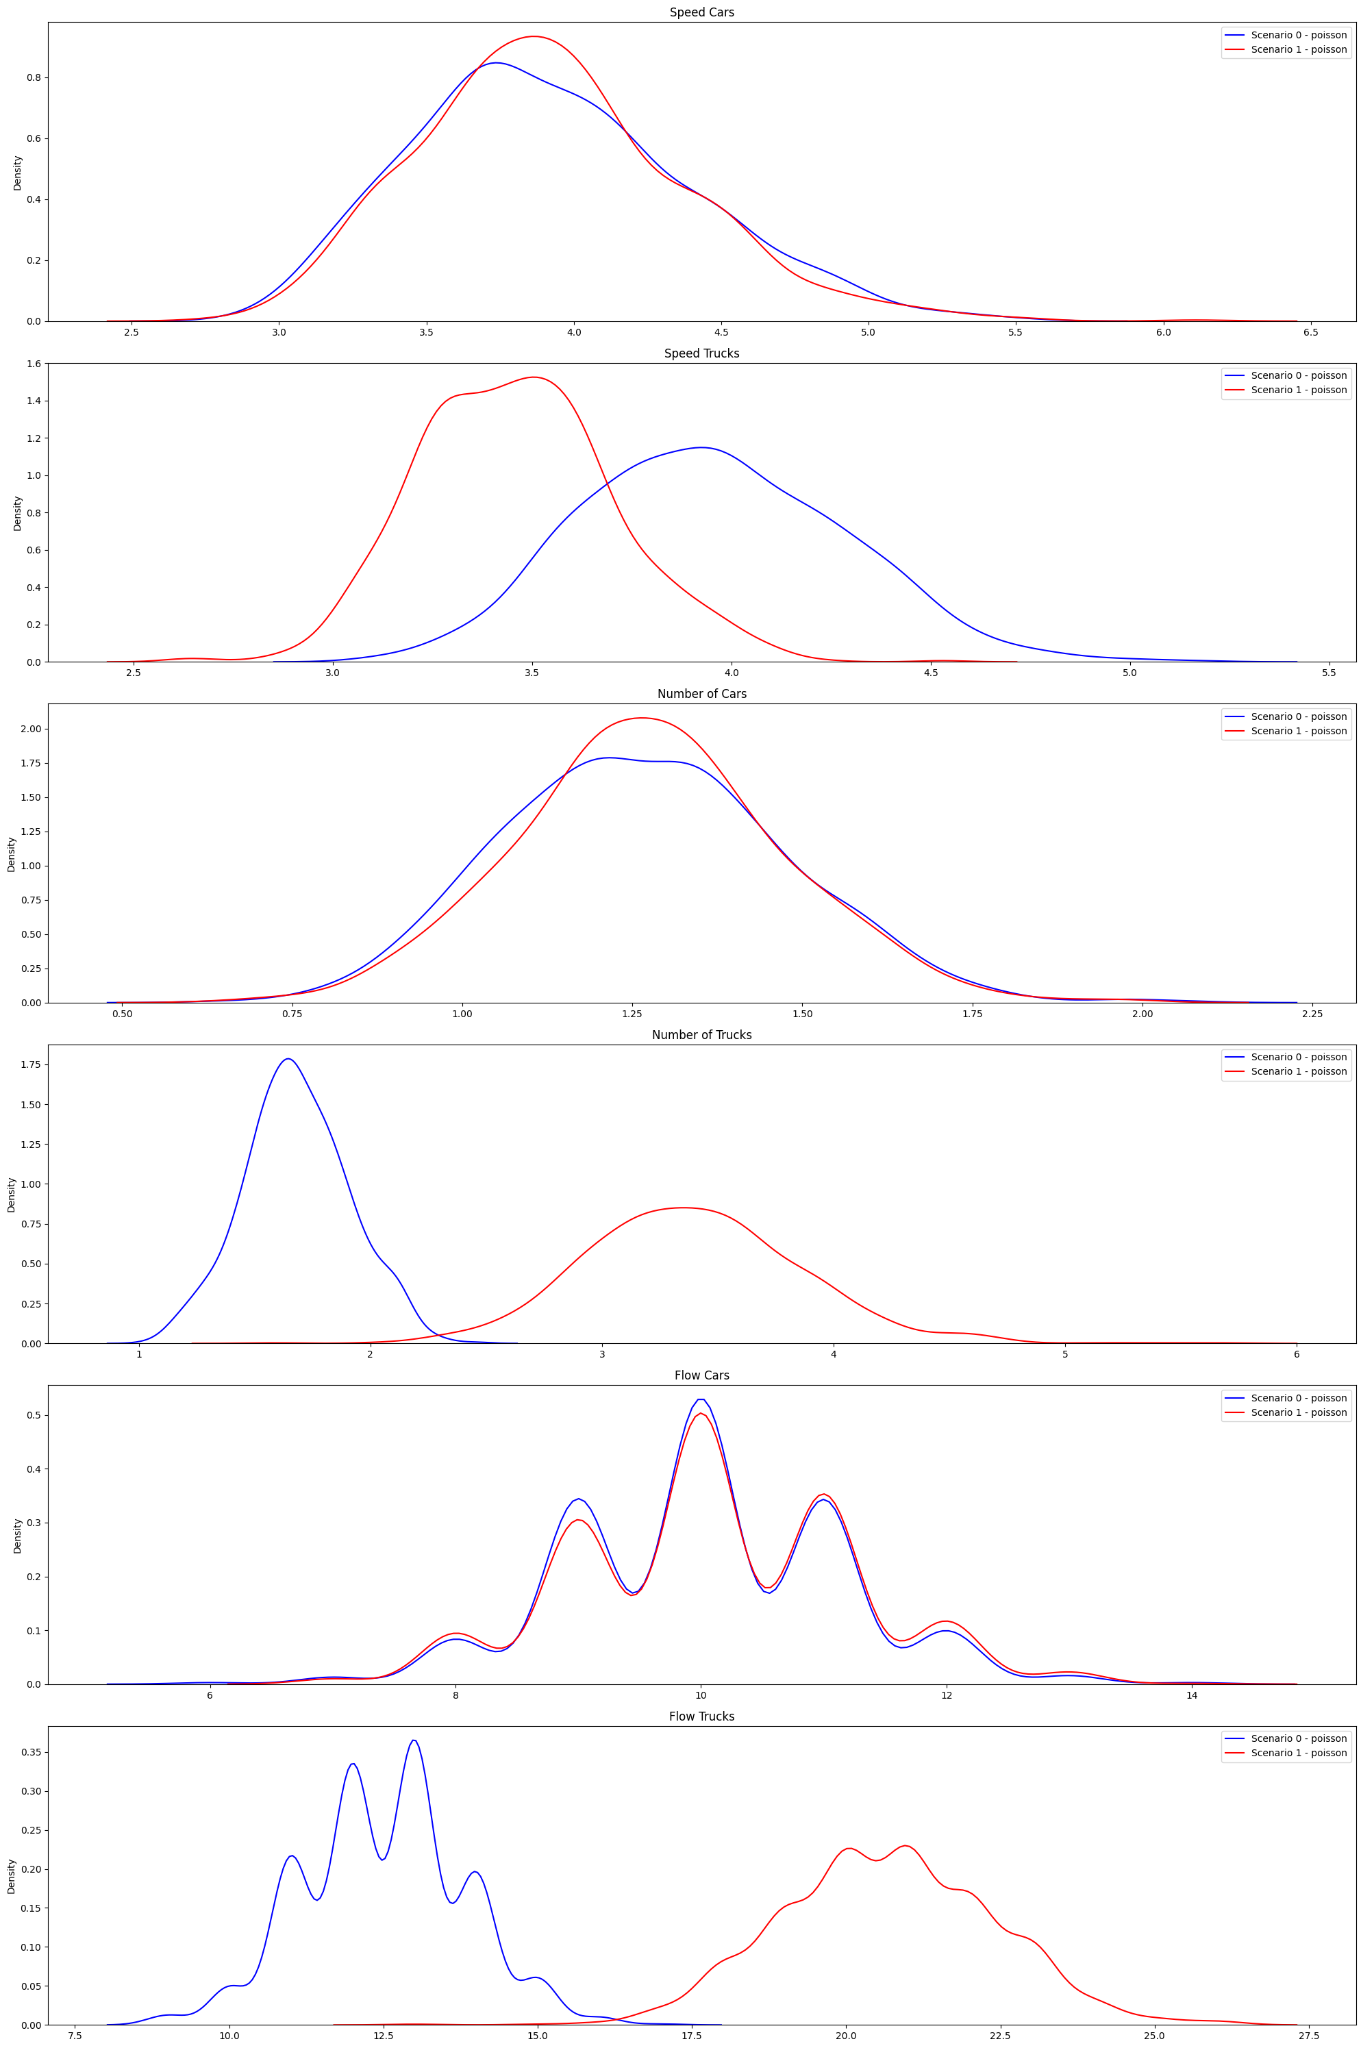 Speed Cars
Scenario 0 - poisson
Scenario 1 - poisson
Density
0.8
0.6
0.4
0.2
0.0
2.5 3.0 3.5 4.0 4.5 5.0 5.5 6.0 6.5
Speed Trucks
Scenario 0 - poisson
Scenario 1 - poisson
Density
1.6
1.4
1.2
1.0
0.8
0.6
0.4
0.2
0.0
2.5 3.0 3.5 4.0 4.5 5.0 5.5
Number of Cars
Scenario 0 - poisson
Scenario 1 - poisson
Density
2.00
1.75
1.50
1.25
1.00
0.75
0.50
0.25
0.00
0.50 0.75 1.00 1.25 1.50 1.75 2.00 2.25
Number of Trucks
Scenario 0 - poisson
Scenario 1 - poisson
Density
1.75
1.50
1.25
1.00
0.75
0.50
0.25
0.00
1 2 3 4 5 6
Flow Cars
Scenario 0 - poisson
Scenario 1 - poisson
Density
0.5
0.4
0.3
0.2
0.1
0.0
6 8 10 12 14
Flow Trucks
Scenario 0 - poisson
Scenario 1 - poisson
Density
0.35
0.30
0.25
0.20
0.15
0.10
0.05
0.00
7.5 10.0 12.5 15.0 17.5 20.0 22.5 25.0 27.5